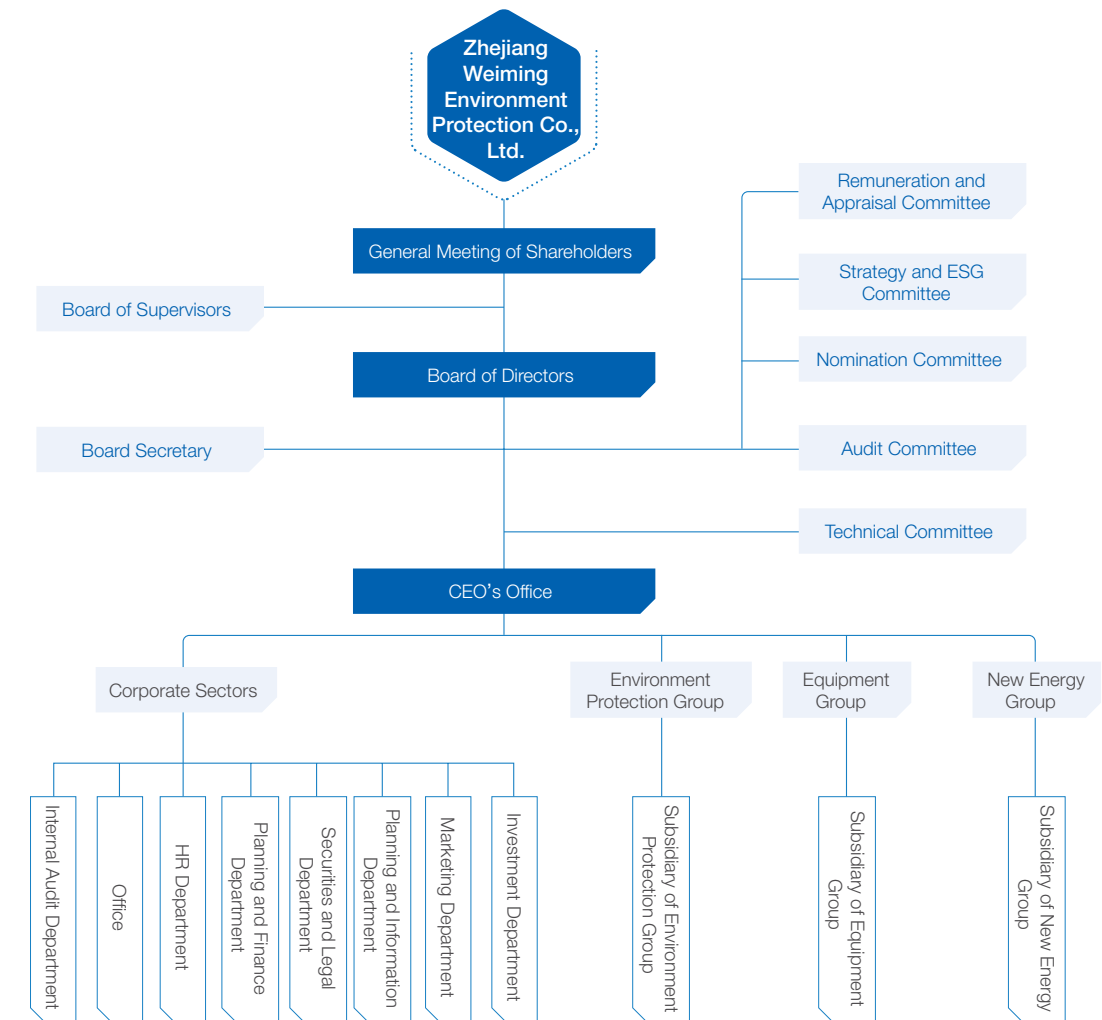 Zhejiang
Weiming
Environment
Protection Co.,
Ltd.
Remuneration and
Appraisal Committee
General Meeting of Shareholders
Strategy and ESG
Committee
Board of Supervisors
Nomination Committee
Board of Directors
Board Secretary
Audit Committee
Technical Committee
CEO's Office
Corporate Sectors
Environment
Protection Group
Equipment
Group
New Energy
Group
Internal Audit Department
Office
HR Department
Planning and Finance
Department
Securities and Legal
Department
Planning and Information
Department
Marketing Department
Investment Department
Subsidiary of Environment
Protection Group
Subsidiary of Equipment
Group
Subsidiary of New Energy
Group